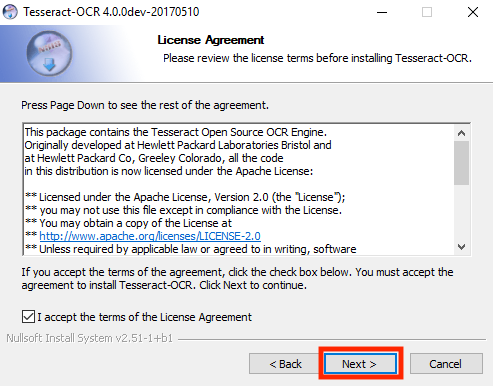 Tesseract-OCR 4.0.0dev-20170510
License Agreement
Please review the license terms before installing Tesseract-OCR.
Press Page Down to see the rest of the agreement.
This package contains the Tesseract Open Source OCR Engine.
Originally developed at Hewlett Packard Laboratories Bristol and
at Hewlett Packard Co, Greeley Colorado, all the code
in this distribution is now licensed under the Apache License:
** Licensed under the Apache License, Version 2.0 (the "License");
** you may not use this file except in compliance with the License.
** You may obtain a copy of the License at
** http://www.apache.org/licenses/LICENSE-2.0
** Unless required by applicable law or agreed to in writing, software
If you accept the terms of the agreement, click the check box below. You must accept the
agreement to install Tesseract-OCR. Click Next to continue.
I accept the terms of the License Agreement
Nullsoft Install System v2.51-1+b1
< Back
Next >
Cancel